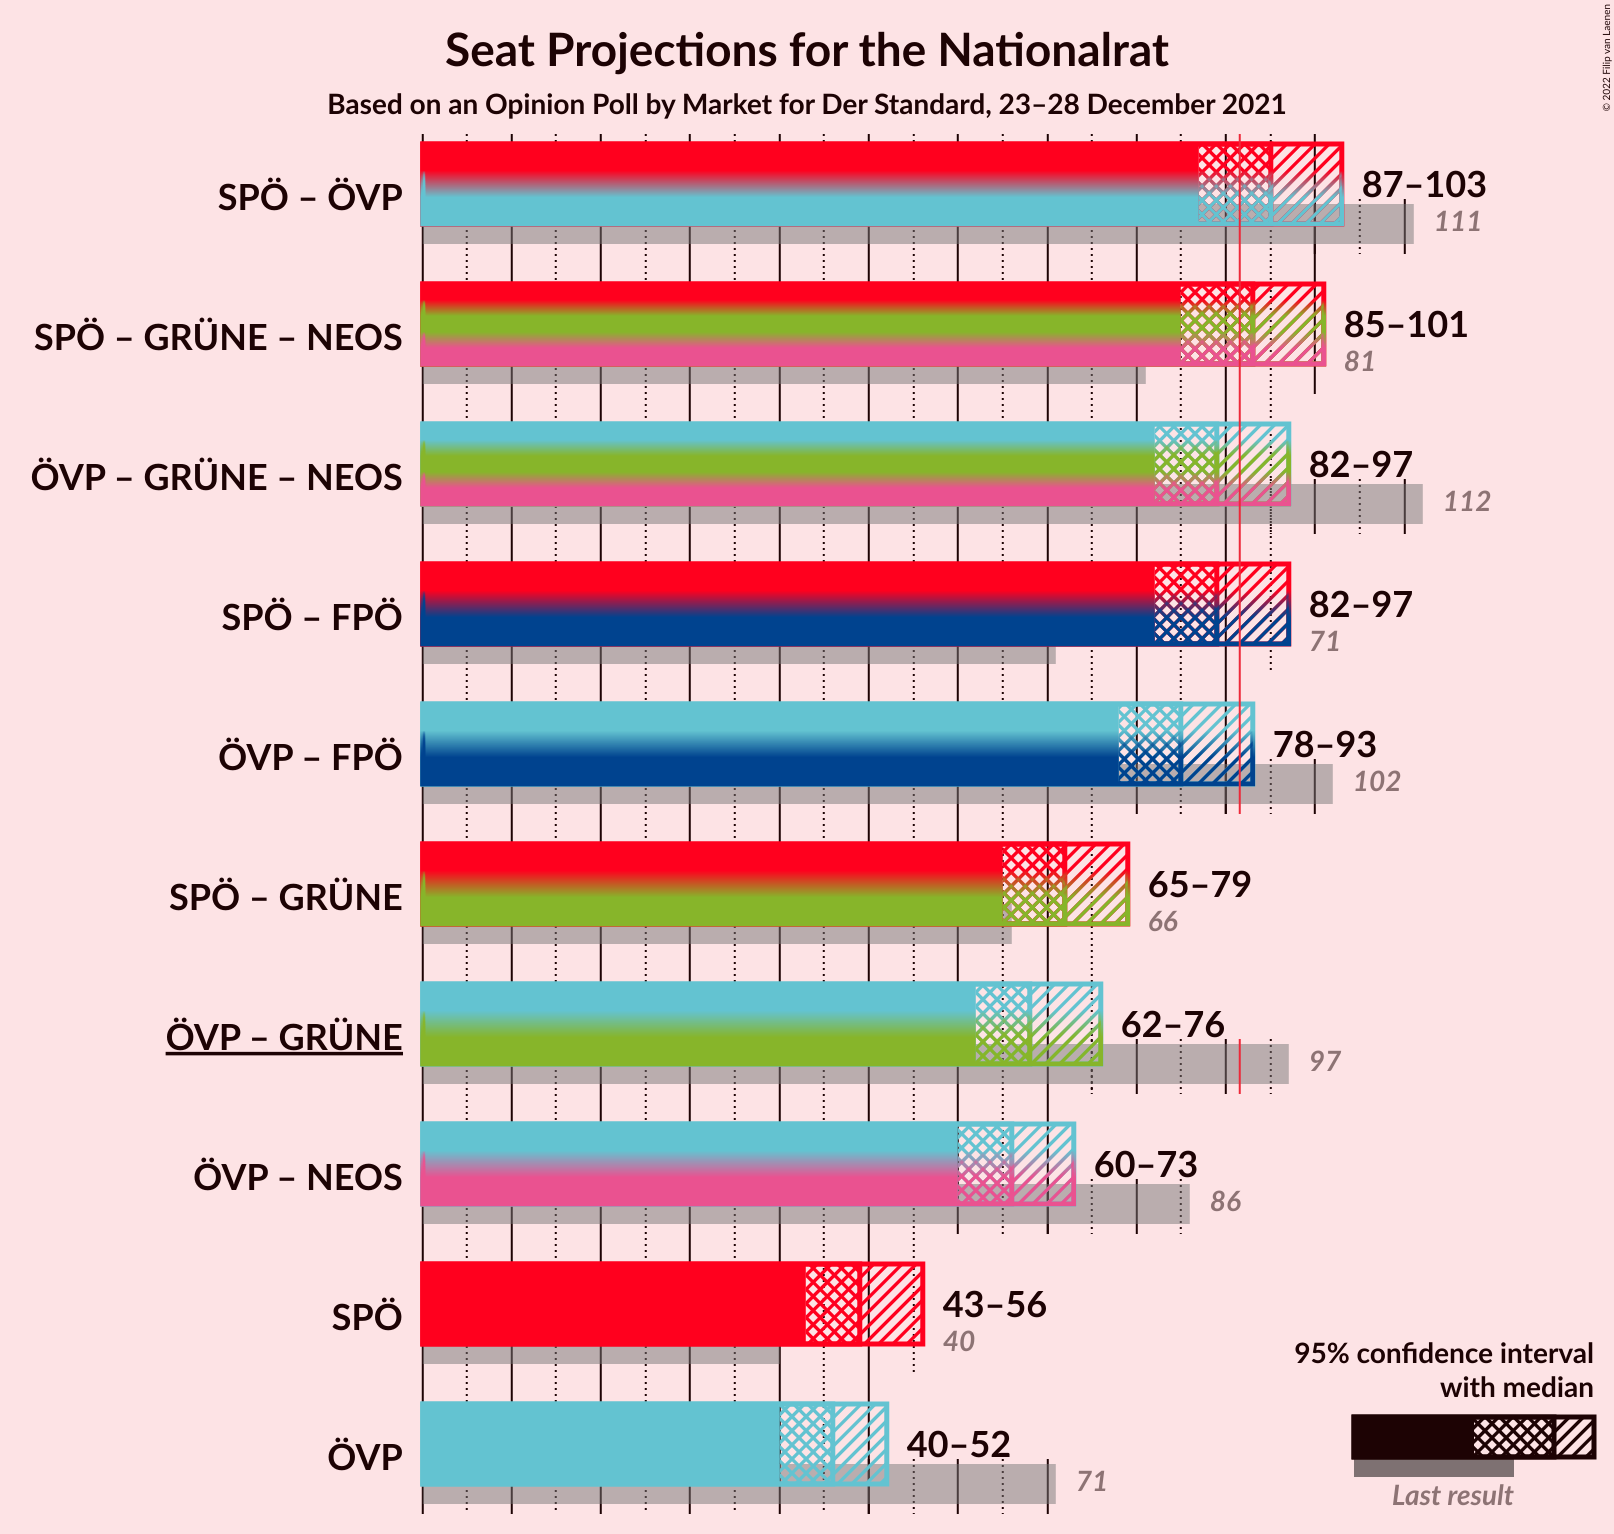 Seat Projections for the Nationalrat
Based on an Opinion Poll by Market for Der Standard, 23–28 December 2021
© 2022 Filip van Laenen
SPÖ – ÖVP
87–103
111
SPÖ – GRÜNE – NEOS
85–101
81
ÖVP – GRÜNE – NEOS
82–97
112
SPÖ – FPÖ
82–97
71
ÖVP – FPÖ
78–93
102
SPÖ – GRÜNE
65–79
66
ÖVP – GRÜNE
62–76
97
ÖVP – NEOS
60–73
86
SPÖ
43–56
40
ÖVP
40–52
71
95% confidence interval
with median
Last result